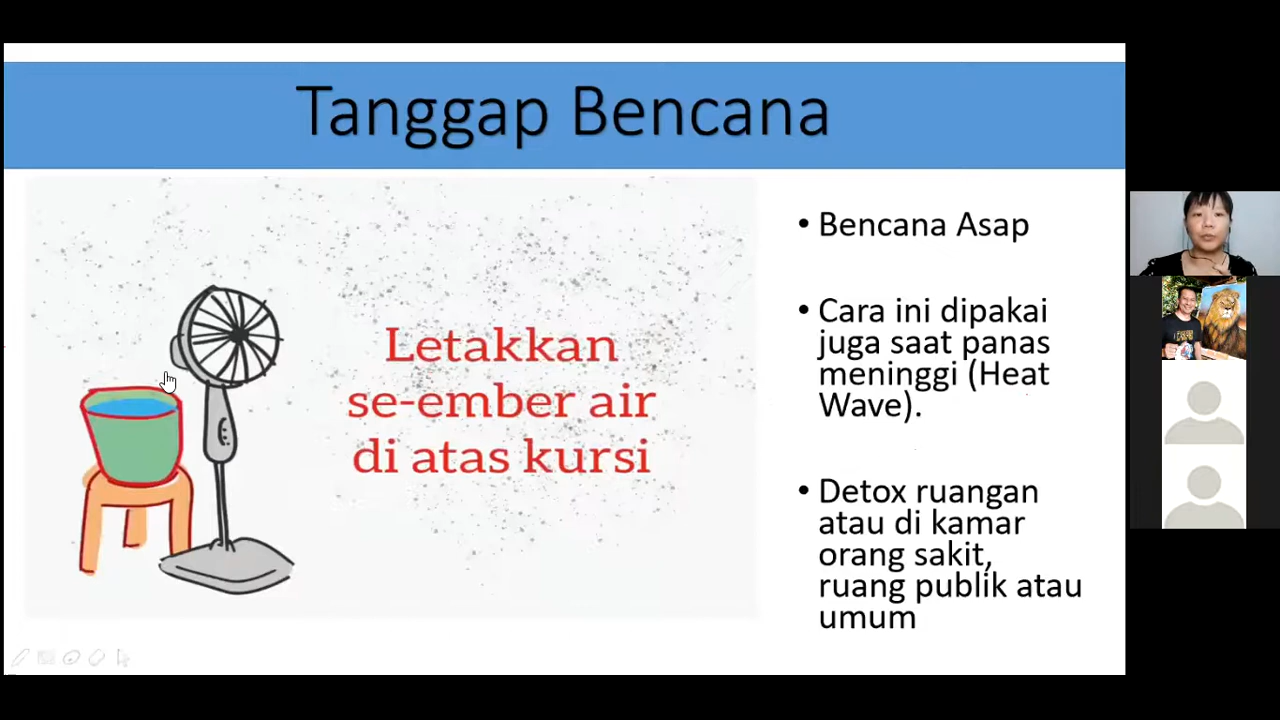 Tanggap Bencana
Letakkan
se-ember air
di atas kursi
• Bencana Asap
• Cara ini dipakai
juga saat panas
meninggi (Heat
Wave).
• Detox ruangan
atau di kamar
orang sakit,
ruang publik atau
umum